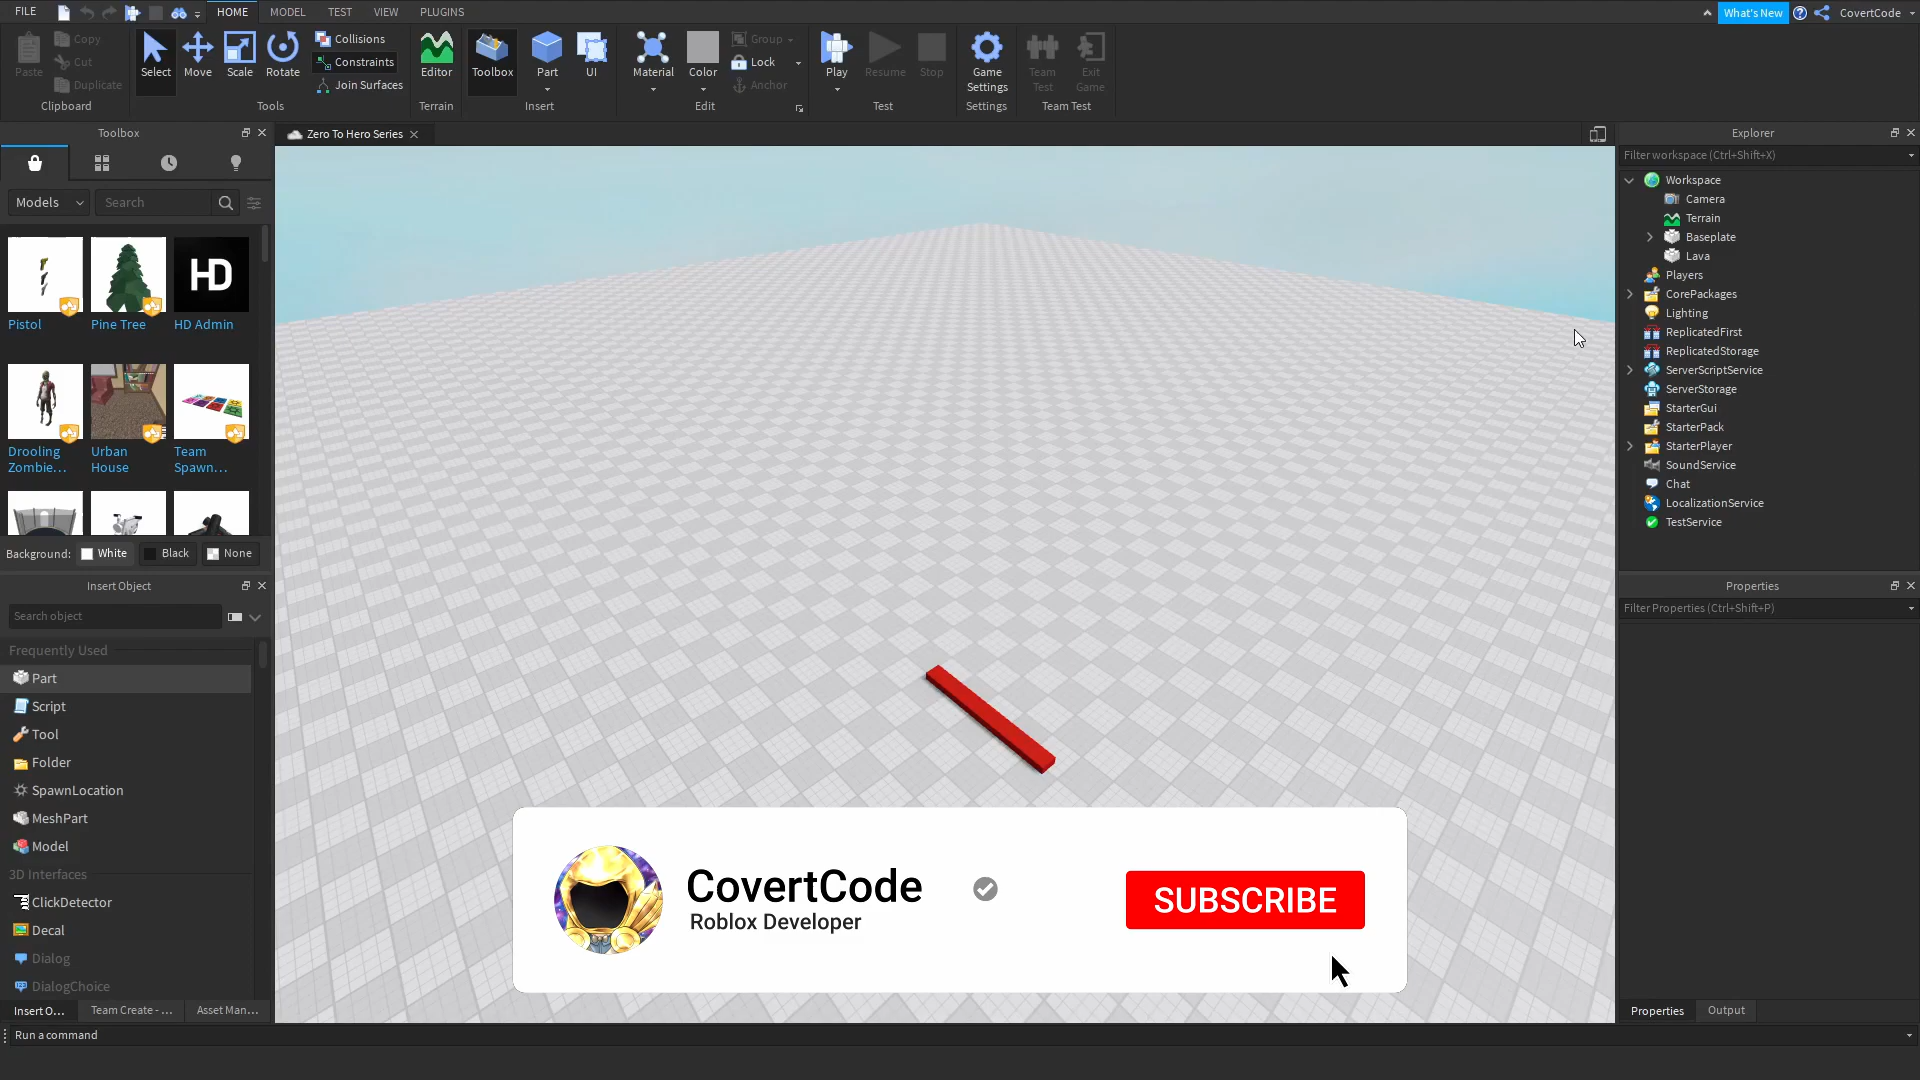 FILE
HOME
MODEL
TEST
VIEW
PLUGINS
What's New
CovertCode
Paste
Copy
Cut
Duplicate
Clipboard
Select
Move
Scale
Rotate
Collisions
Constraints
Join Surfaces
Tools
Editor
Terrain
Toolbox
Part
UI
Insert
Material
Color
Group
Lock
Anchor
Edit
Play
Resume
Stop
Test
Game
Settings
Settings
Team
Test
Exit
Game
Team Test
Toolbox
Models
Search
Pistol
Pine Tree
HD
HD Admin
Drooling
Zombie...
Urban
House
Team
Spawn...
Background:
White
Black
None
Insert Object
Search object
Frequently Used
Part
Script
Tool
Folder
SpawnLocation
MeshPart
Model
3D Interfaces
ClickDetector
Decal
Dialog
DialogChoice
Insert O...
Team Create - ...
Asset Man...
Run a command
Zero To Hero Series
CovertCode
Roblox Developer
SUBSCRIBE
Explorer
Filter workspace (Ctrl+Shift+X)
Workspace
Camera
Terrain
Baseplate
Lava
Players
CorePackages
Lighting
ReplicatedFirst
ReplicatedStorage
ServerScriptService
ServerStorage
StarterGui
StarterPack
StarterPlayer
SoundService
Chat
LocalizationService
TestService
Properties
Filter Properties (Ctrl+Shift+P)
Properties
Output